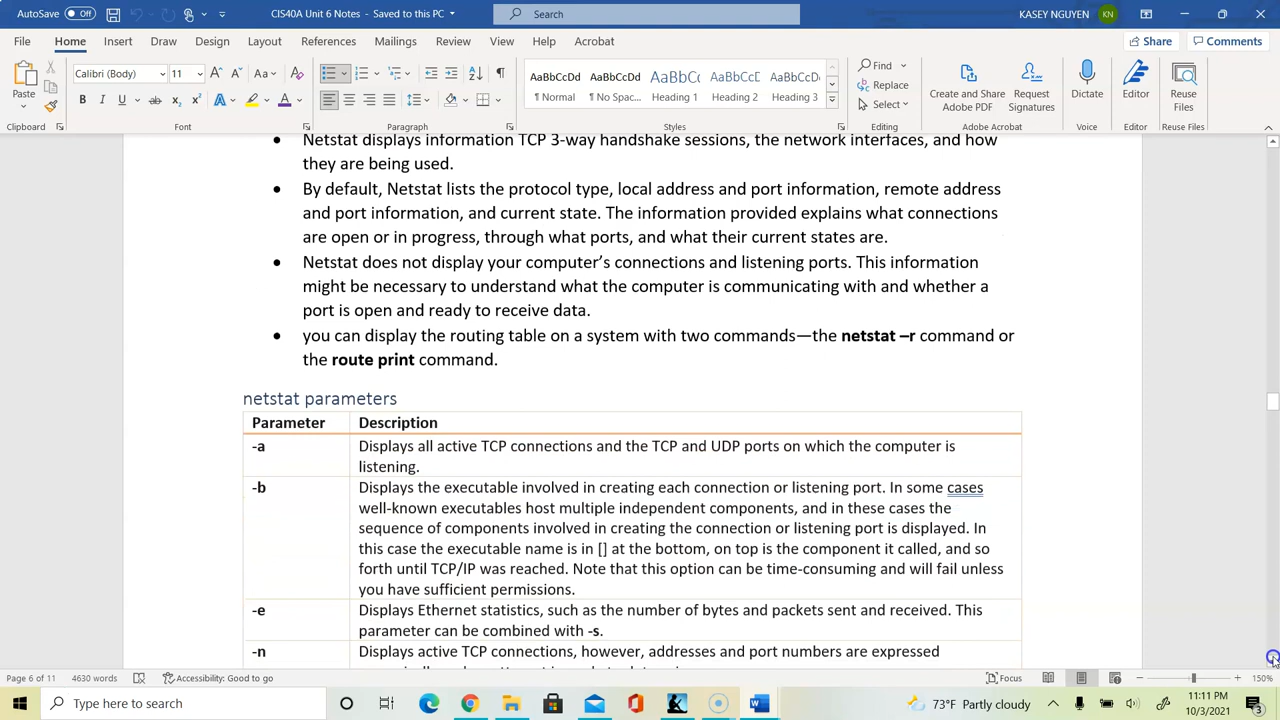 AutoSave Off CIS40A Unit 6 Notes - Saved to this PC Search KASEY NGUYEN KN
File Home Insert Draw Design Layout References Mailings Review View Help Acrobat Share Comments
Calibri (Body) 11 Aa AaBbCcDd AaBbCcDd AaBbCc AaBbCcD AaBbCcD Find
Paste B I U ab x2 x2 A A ¶ Normal ¶ No Spac... Heading 1 Heading 2 Heading 3 Replace Create and Share Request Dictate Editor Reuse
Select Adobe PDF Signatures Files
Clipboard Font Paragraph Styles Editing Adobe Acrobat Voice Editor Reuse Files
• Netstat displays information TCP 3-way handshake sessions, the network interfaces, and how
they are being used.
• By default, Netstat lists the protocol type, local address and port information, remote address
and port information, and current state. The information provided explains what connections
are open or in progress, through what ports, and what their current states are.
• Netstat does not display your computer's connections and listening ports. This information
might be necessary to understand what the computer is communicating with and whether a
port is open and ready to receive data.
• you can display the routing table on a system with two commands—the netstat –r command or
the route print command.
netstat parameters
Parameter Description
-a Displays all active TCP connections and the TCP and UDP ports on which the computer is
listening.
-b Displays the executable involved in creating each connection or listening port. In some cases
well-known executables host multiple independent components, and in these cases the
sequence of components involved in creating the connection or listening port is displayed. In
this case the executable name is in [] at the bottom, on top is the component it called, and so
forth until TCP/IP was reached. Note that this option can be time-consuming and will fail unless
you have sufficient permissions.
-e Displays Ethernet statistics, such as the number of bytes and packets sent and received. This
parameter can be combined with -s.
-n Displays active TCP connections, however, addresses and port numbers are expressed
Page 6 of 11 4630 words Accessibility: Good to go Focus 150%
Type here to search 73°F Partly cloudy 11:11 PM
10/3/2021 3